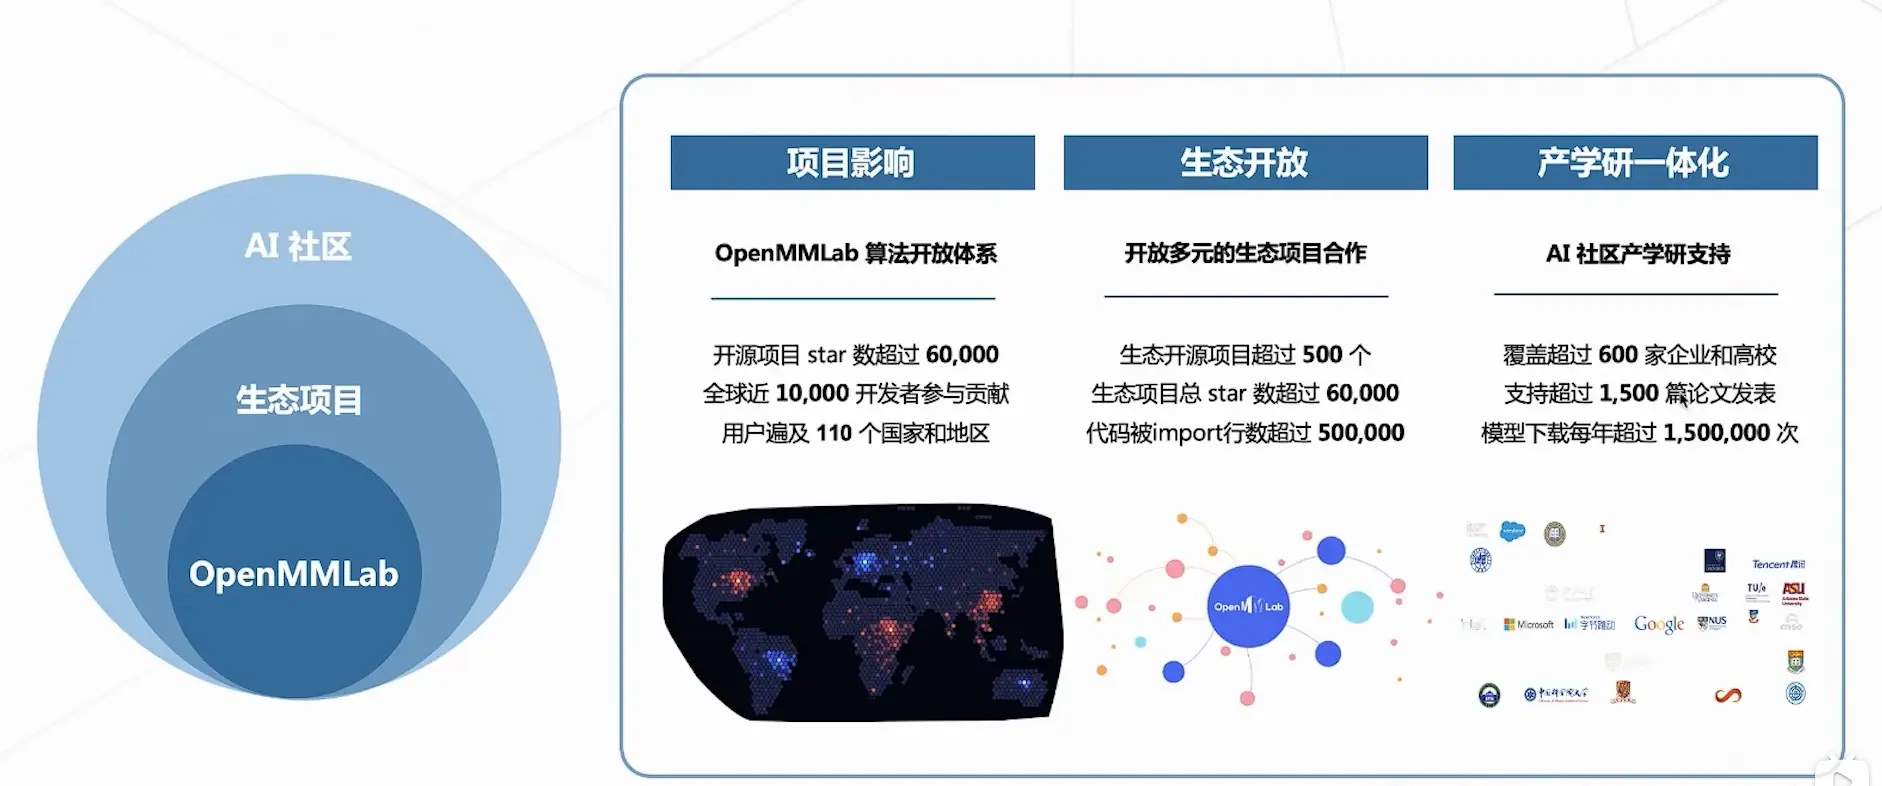 AI 社区
生态项目
OpenMMLab
项目影响
OpenMMLab 算法开放体系
开源项目 star 数超过 60,000
全球近 10,000 开发者参与贡献
用户遍及 110 个国家和地区
生态开放
开放多元的生态项目合作
生态开源项目超过 500 个
生态项目总 star 数超过 60,000
代码被import行数超过 500,000
OpenMMLab
产学研一体化
AI 社区产学研支持
覆盖超过 600 家企业和高校
支持超过 1,500 篇论文发表
模型下载每年超过 1,500,000 次
Tencent 腾讯
TU/e
ASU
Microsoft
字节跳动
Google
NUS
中国科学院大学